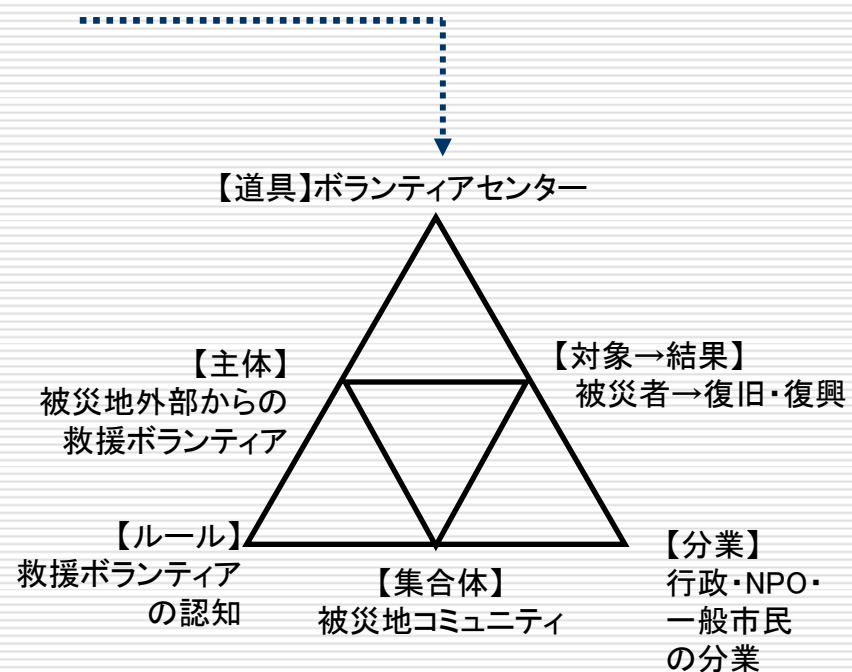 【道具】ボランティアセンター
【主体】
被災地外部からの
救援ボランティア
【対象→結果】
被災者→復旧・復興
【ルール】
救援ボランティア
の認知
【集合体】
被災地コミュニティ
【分業】
行政・NPO・
一般市民
の分業